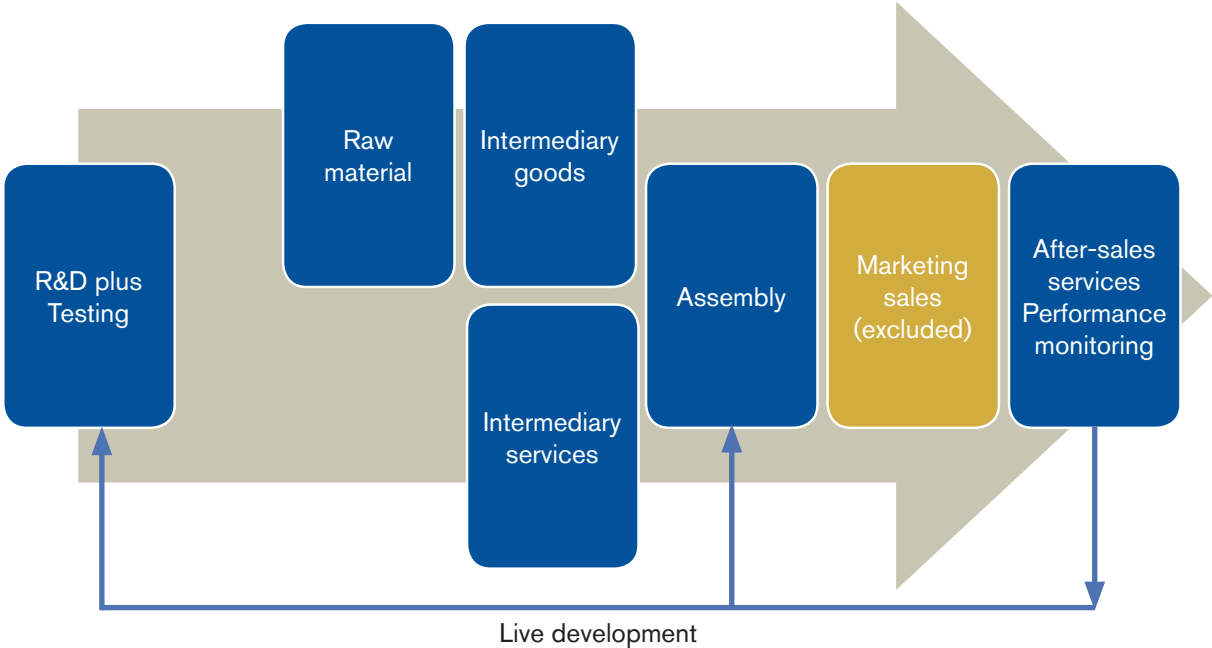 R&D plus
Testing
Raw
material
Intermediary
goods
Intermediary
services
Assembly
Marketing
sales
(excluded)
After-sales
services
Performance
monitoring
Live development